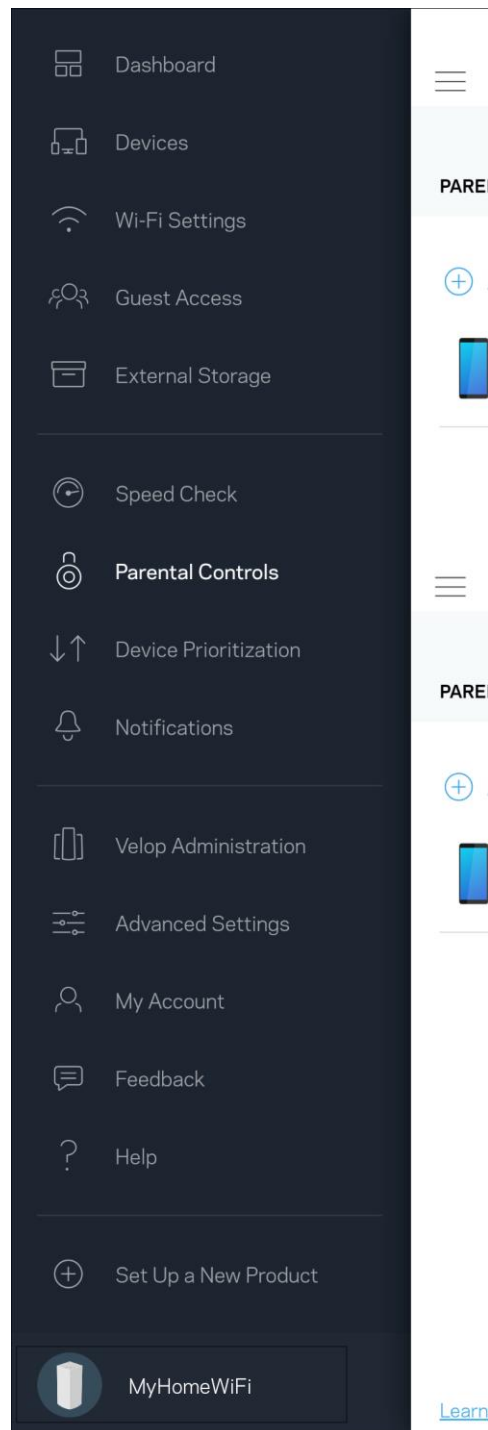 Dashboard
Devices
Wi-Fi Settings
Guest Access
External Storage
Speed Check
Parental Controls
Device Prioritization
Notifications
Velop Administration
Advanced Settings
My Account
Feedback
Help
Set Up a New Product
MyHomeWiFi
PARE
PARE
Learn